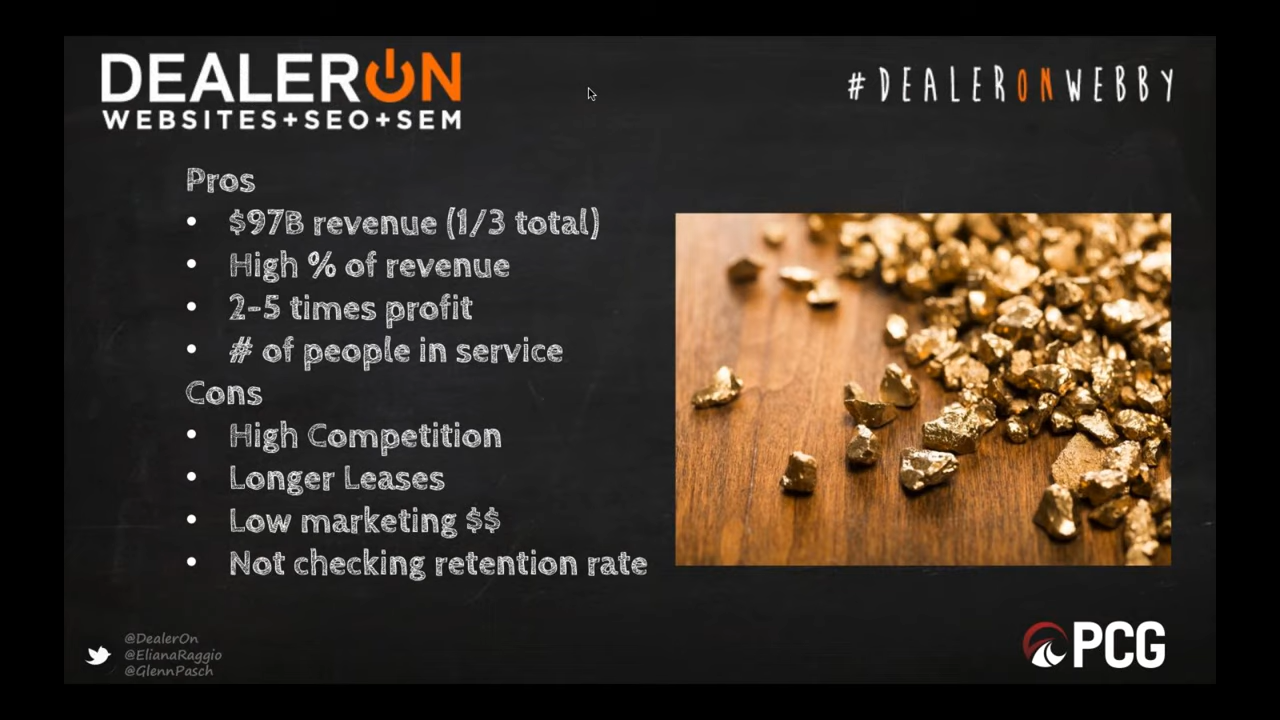 DEALERON
WEBSITES+SEO+SEM
#DEALERONWEBBY
Pros
• $97B revenue (1/3 total)
• High % of revenue
• 2-5 times profit
• # of people in service
Cons
• High Competition
• Longer Leases
• Low marketing $$
• Not checking retention rate
@DealerOn
@ElianaRaggio
@GlennPasch
PCG